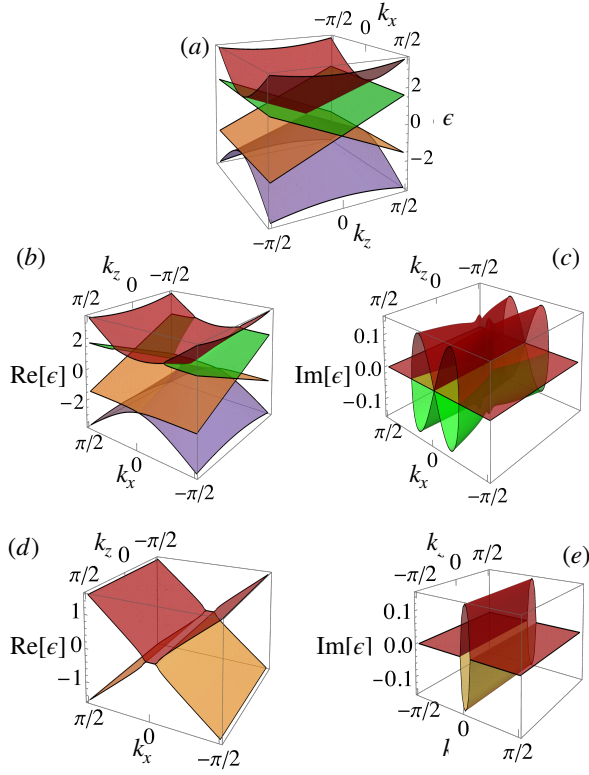 (a)
−π/2 0 k_x π/2
2
0 ϵ
−2
−π/2 0 k_z π/2
(b)
k_z 0 −π/2
π/2
2
Re[ϵ] 0
−2
π/2 k_x 0 −π/2
(c)
k_z 0 −π/2
π/2
0.1
Im[ϵ] 0.0
−0.1
π/2 k_x 0 −π/2
(d)
k_z 0 −π/2
π/2
1
Re[ϵ] 0
−1
π/2 k_x 0 −π/2
(e)
k 0 π/2
−π/2
0.1
Im[ϵ] 0.0
−0.1
−π/2 0 π/2